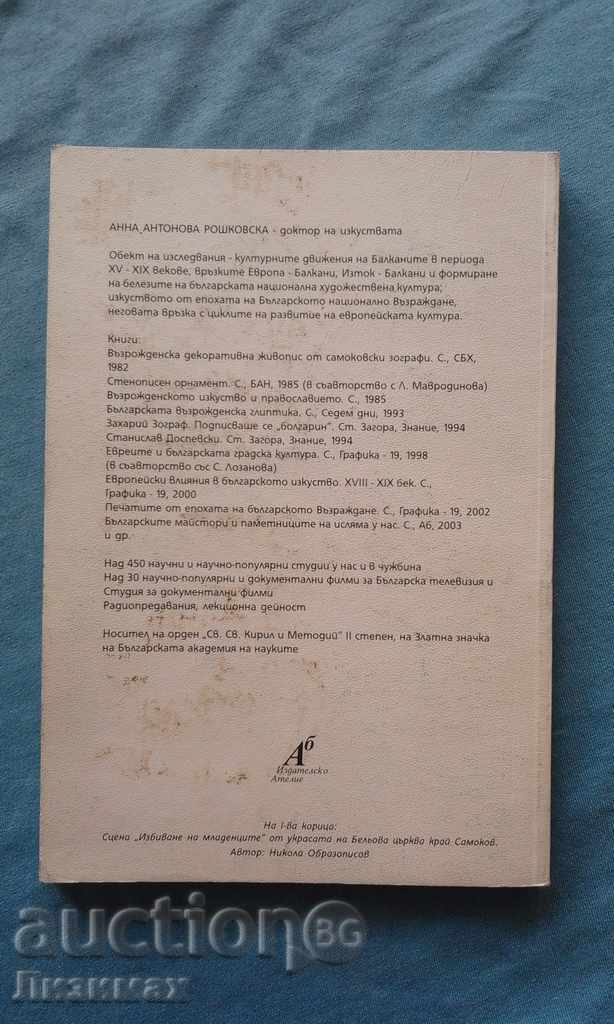 АННА АНТОНОВА РОШКОВСКА - доктор на изкуствата
Обект на изследвания - културните движения на Балканите в периода
XV - XIX векове, връзките Европа - Балкани, Изток - Балкани и формиране
на белезите на българската национална художествена култура;
изкуството от епохата на Българското национално Възраждане,
неговата връзка с циклите на развитие на европейската култура.
Книги:
Възрожденска декоративна живопис от самоковски зографи. С., СБХ,
1982
Стенописен орнамент. С., БАН, 1985 (в съавторство с Л. Мавродинова)
Възрожденското изкуство и православието. С., 1985
Българската възрожденска глиптика. С., Седем дни, 1993
Захарий Зограф. Подписваше се „болгарин". Ст. Загора, Знание, 1994
Станислав Доспевски. Ст. Загора, Знание, 1994
Евреите и българската градска култура. С., Графика - 19, 1998
(в съавторство със С. Лозанова)
Европейски влияния в българското изкуство. XVIII - XIX век. С.,
Графика - 19, 2000
Печатите от епохата на българското Възраждане. С., Графика - 19, 2002
Българските майстори и паметниците на исляма у нас. С., Аб, 2003
и др.
Над 450 научни и научно-популярни студии у нас и в чужбина
Над 30 научно-популярни и документални филми за Българска телевизия и
Студия за документални филми
Радиопредавания, лекционна дейност
Носител на орден „Св. Св. Кирил и Методий" II степен, на Златна значка
на Българската академия на науките
Аб
Издателско
Ателие
На I-ва корица:
Сцена „Избиване на младенците" от украсата на Бельова църква край Самоков.
Автор: Никола Образописов
auction BG
Лизимах